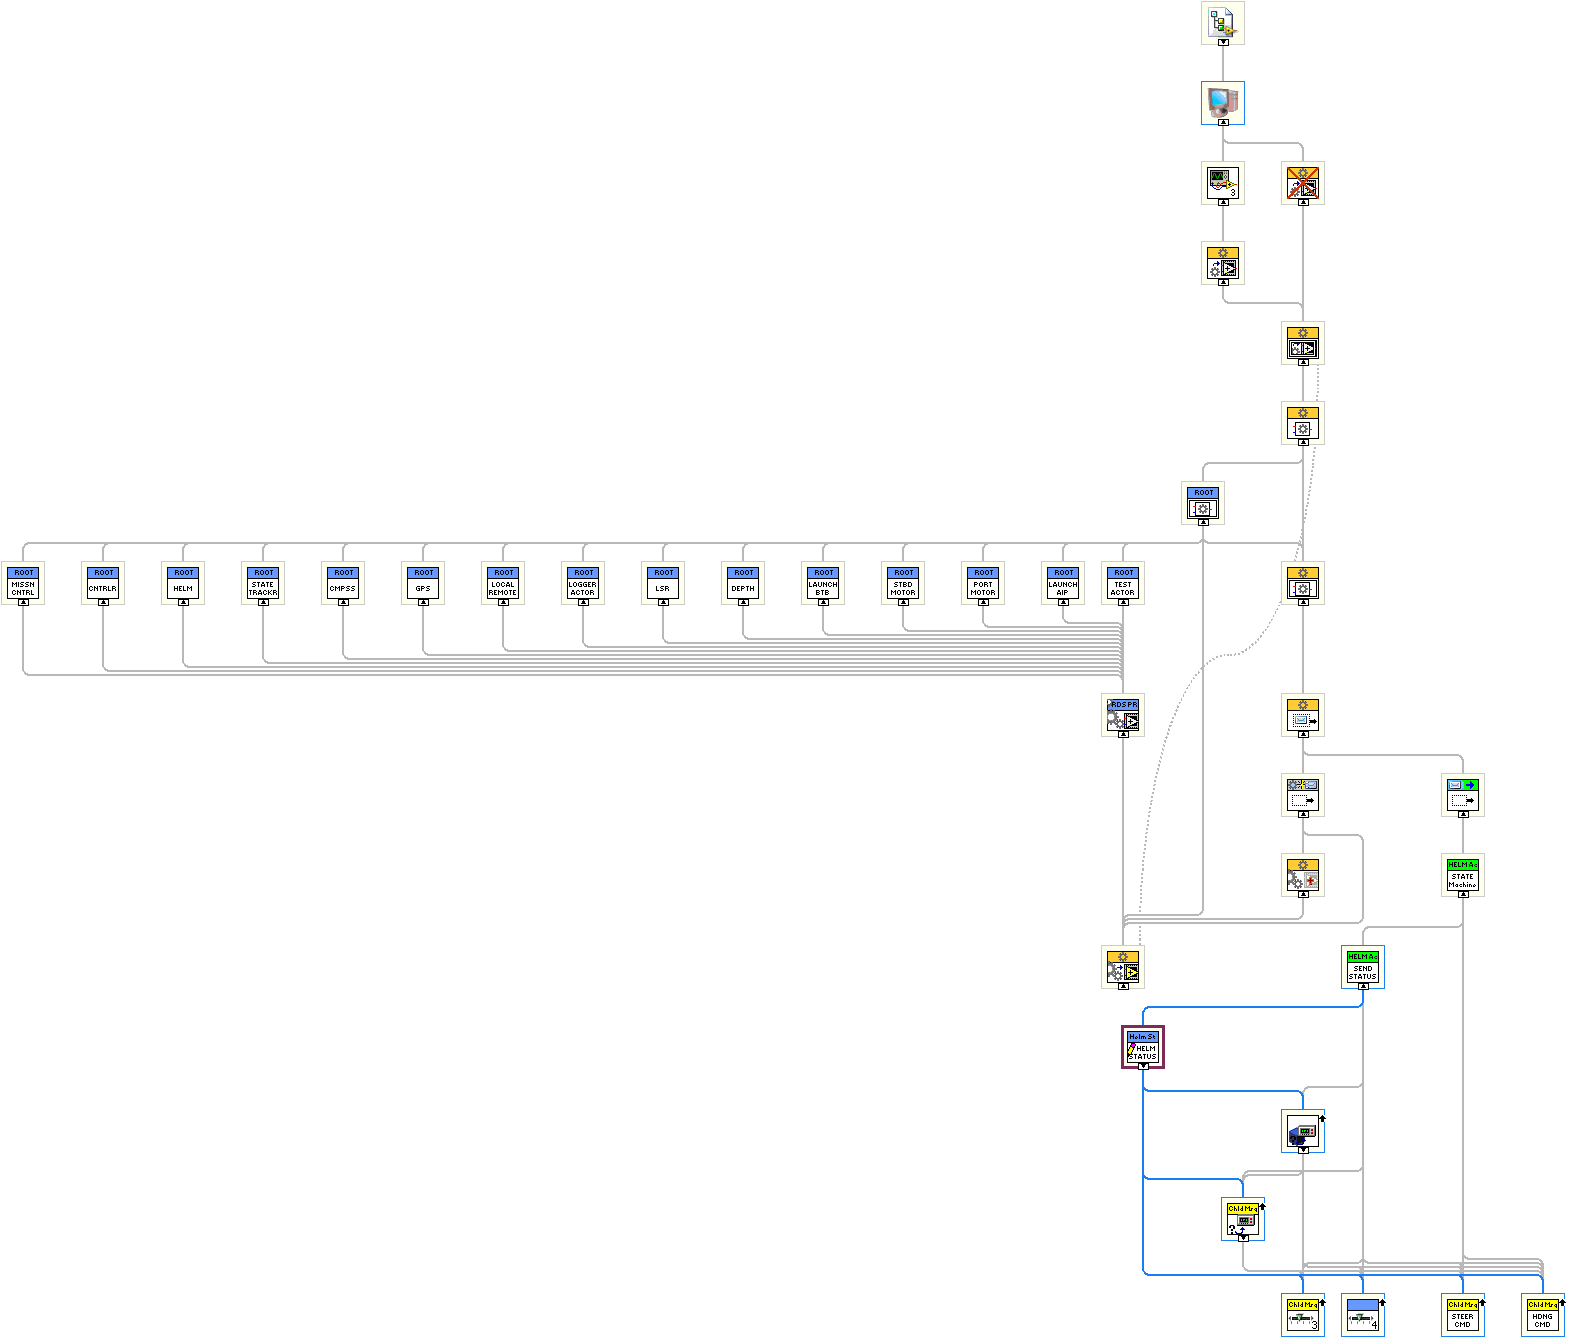 3
ROOT
ROOT
MISSN
CNTRL
ROOT
CNTRLR
ROOT
HELM
ROOT
STATE
TRACKR
ROOT
CMPSS
ROOT
GPS
ROOT
LOCAL
REMOTE
ROOT
LOGGER
ACTOR
ROOT
LSR
ROOT
DEPTH
ROOT
LAUNCH
BTB
ROOT
STBD
MOTOR
ROOT
PORT
MOTOR
ROOT
LAUNCH
AIP
ROOT
TEST
ACTOR
RDSPR
HELM Ac
STATE
Machine
HELM Ac
SEND
STATUS
Helm St
HELM
STATUS
Chld Msg
?
Chld Msg
3
4
Chld Msg
STEER
CMD
Chld Msg
HDNG
CMD